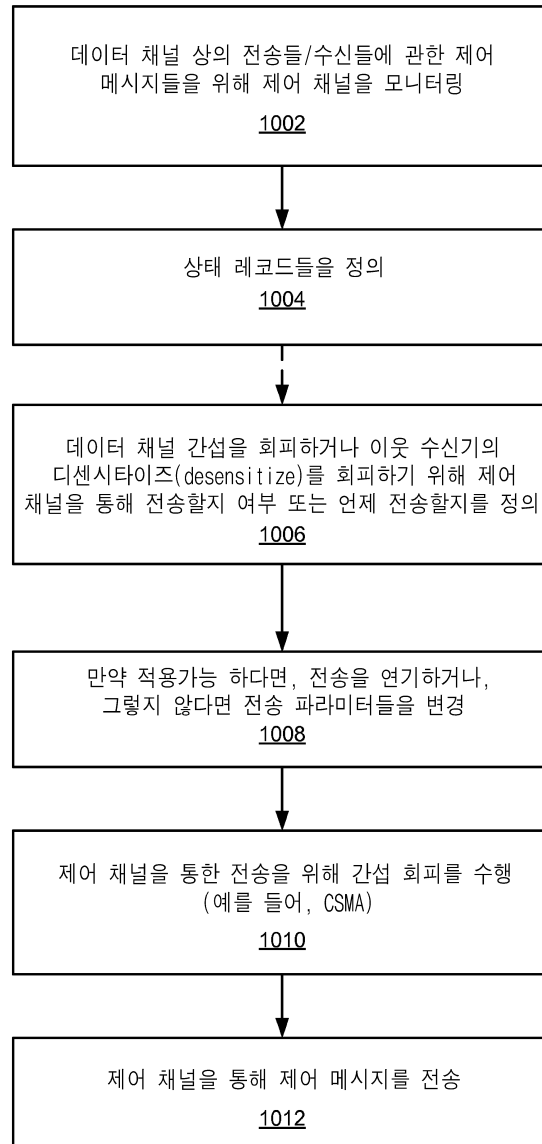 데이터 채널 상의 전송들/수신들에 관한 제어
메시지들을 위해 제어 채널을 모니터링
1002
상태 레코드들을 정의
1004
데이터 채널 간섭을 회피하거나 이웃 수신기의
디센시타이즈(desensitize)를 회피하기 위해 제어
채널을 통해 전송할지 여부 또는 언제 전송할지를 정의
1006
만약 적용가능 하다면, 전송을 연기하거나,
그렇지 않다면 전송 파라미터들을 변경
1008
제어 채널을 통한 전송을 위해 간섭 회피를 수행
(예를 들어, CSMA)
1010
제어 채널을 통해 제어 메시지를 전송
1012